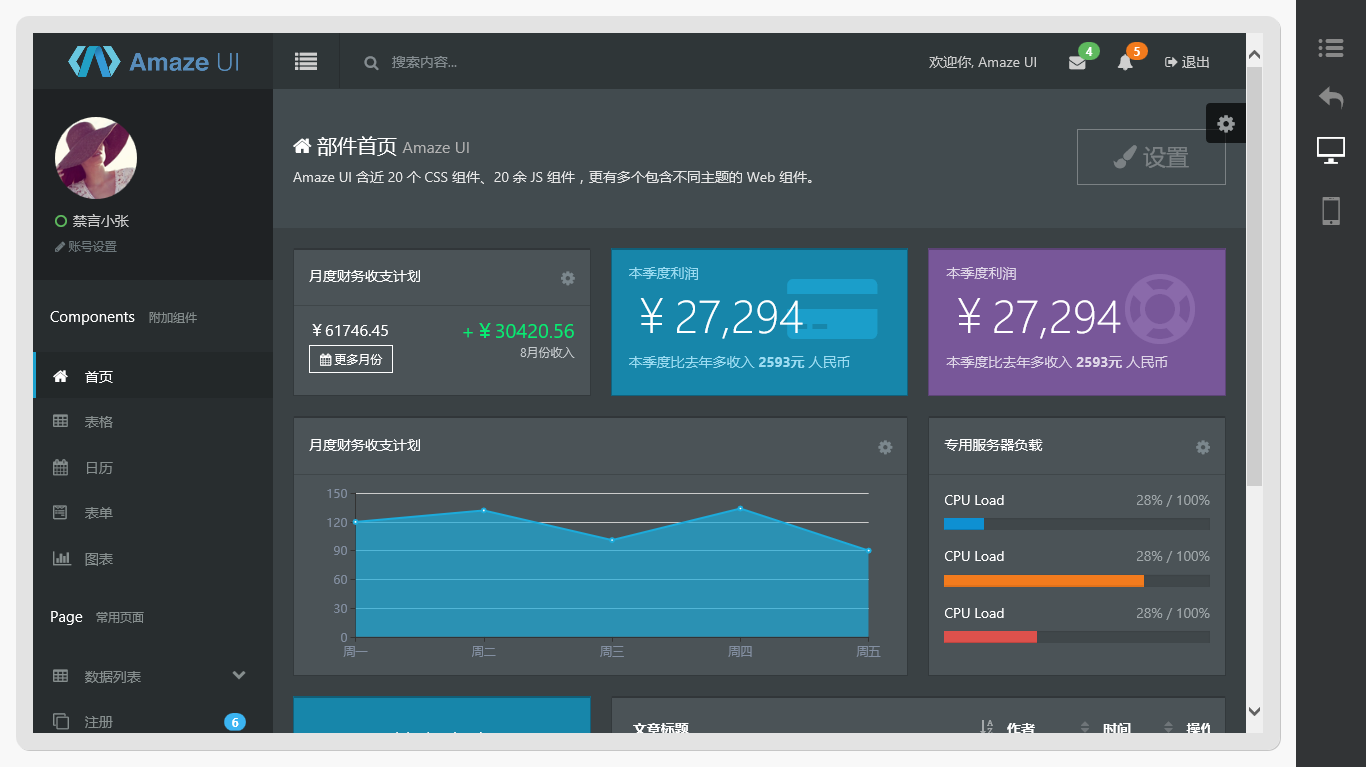 Amaze UI
搜索内容...
欢迎你, Amaze UI
4
5
退出
禁言小张
账号设置
Components 附加组件
首页
表格
日历
表单
图表
Page 常用页面
数据列表
注册 6
部件首页 Amaze UI
Amaze UI 含近 20 个 CSS 组件、20 余 JS 组件，更有多个包含不同主题的 Web 组件。
设置
月度财务收支计划
￥61746.45
+￥30420.56
8月份收入
更多月份
本季度利润
￥27,294
本季度比去年多收入 2593元 人民币
本季度利润
￥27,294
本季度比去年多收入 2593元 人民币
月度财务收支计划
150
120
90
60
30
0
周一 周二 周三 周四 周五
专用服务器负载
CPU Load 28% / 100%
CPU Load 28% / 100%
CPU Load 28% / 100%
文章标题 作者 时间 操作